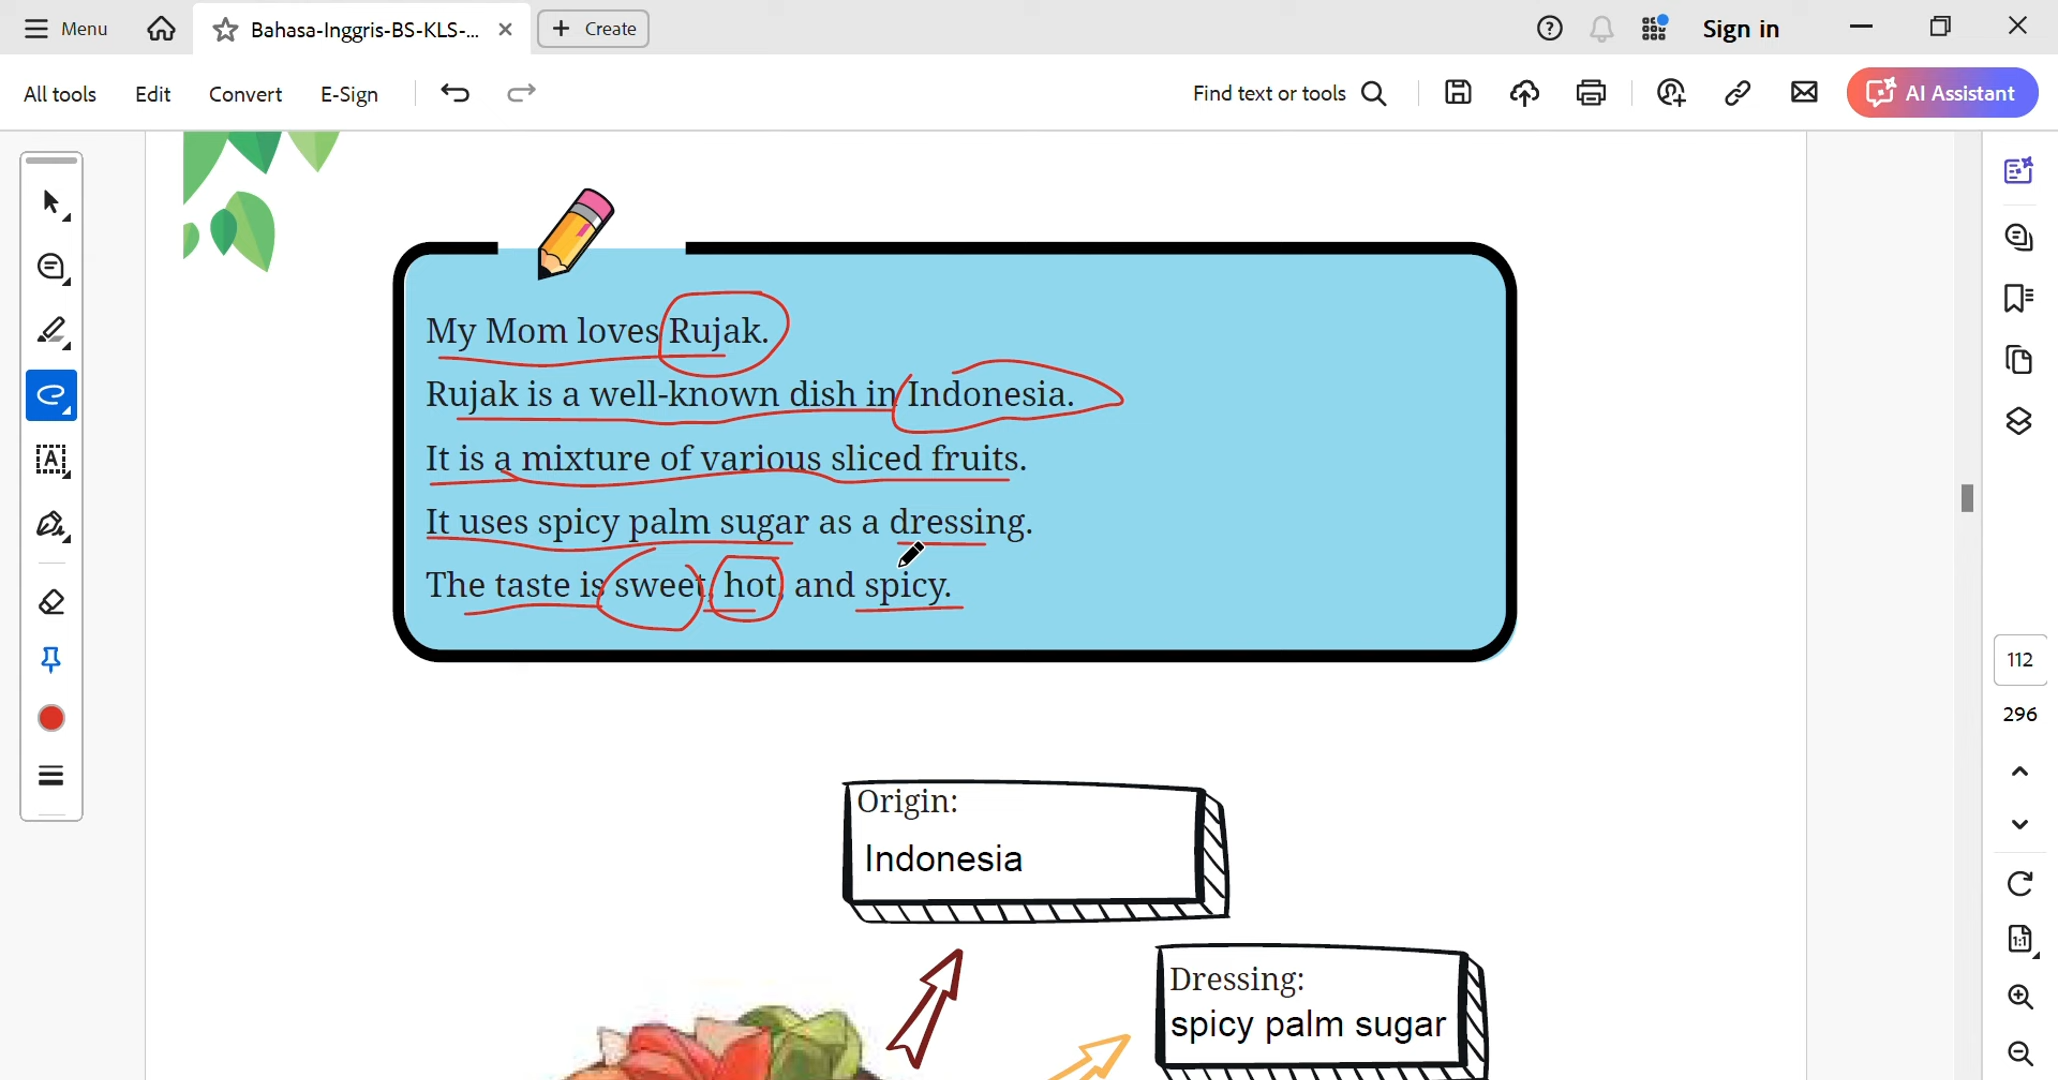 Menu
Bahasa-Inggris-BS-KLS-...
Create
Sign in
All tools
Edit
Convert
E-Sign
Find text or tools
AI Assistant
My Mom loves Rujak.
Rujak is a well-known dish in Indonesia.
It is a mixture of various sliced fruits.
It uses spicy palm sugar as a dressing.
The taste is sweet, hot, and spicy.
112
296
1:1
Origin:
Indonesia
Dressing:
spicy palm sugar